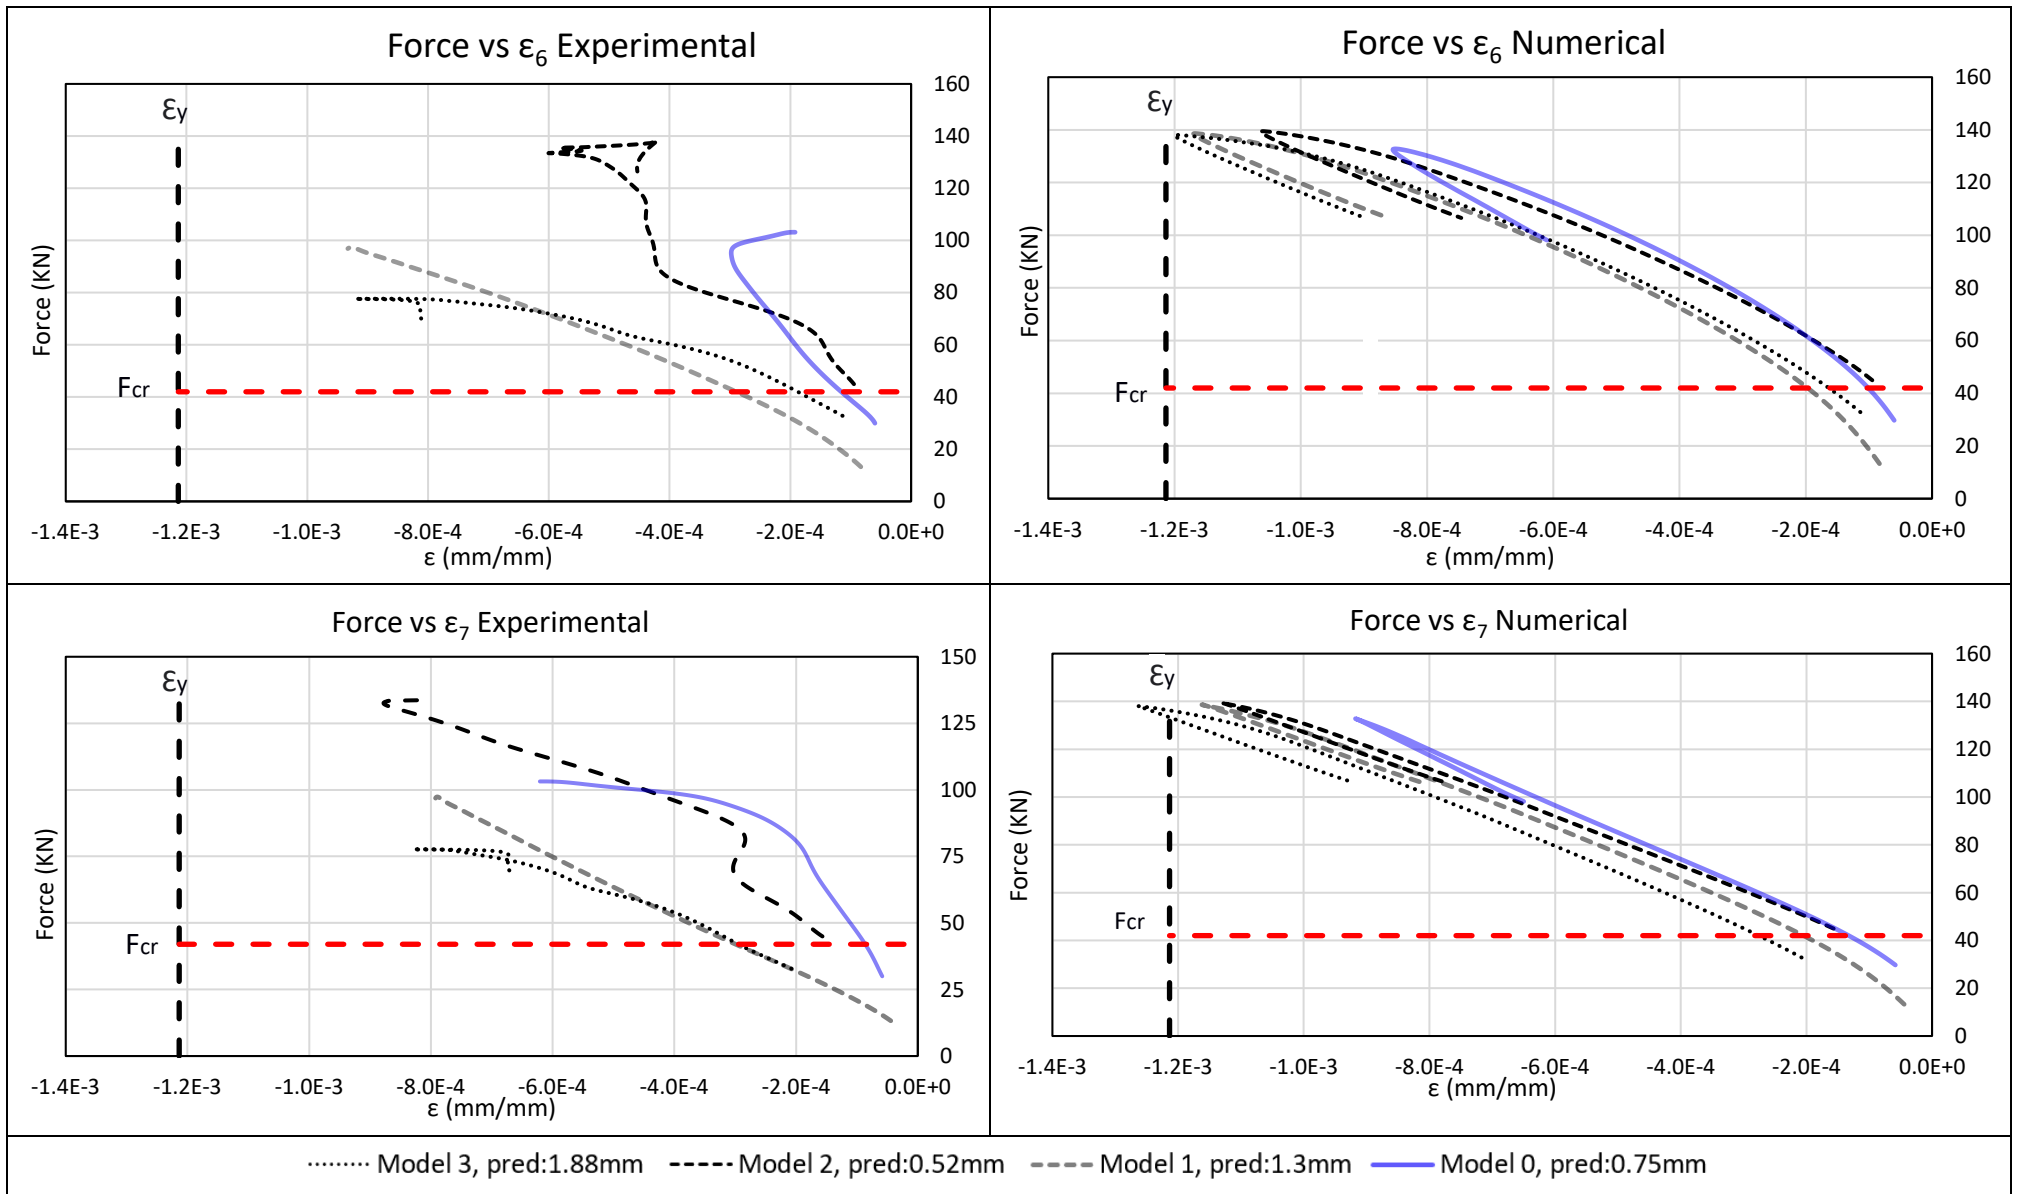 Force vs ε6 Experimental
160
140
120
100
80
60
40
20
0
εy
Fcr
Force (KN)
-1.4E-3 -1.2E-3 -1.0E-3 -8.0E-4 -6.0E-4 -4.0E-4 -2.0E-4 0.0E+0
ε (mm/mm)
Force vs ε6 Numerical
160
140
120
100
80
60
40
20
0
εy
Fcr
Force (KN)
-1.4E-3 -1.2E-3 -1.0E-3 -8.0E-4 -6.0E-4 -4.0E-4 -2.0E-4 0.0E+0
ε (mm/mm)
Force vs ε7 Experimental
150
125
100
75
50
25
0
εy
Fcr
Force (KN)
-1.4E-3 -1.2E-3 -1.0E-3 -8.0E-4 -6.0E-4 -4.0E-4 -2.0E-4 0.0E+0
ε (mm/mm)
Force vs ε7 Numerical
160
140
120
100
80
60
40
20
0
εy
Fcr
Force (KN)
-1.4E-3 -1.2E-3 -1.0E-3 -8.0E-4 -6.0E-4 -4.0E-4 -2.0E-4 0.0E+0
ε (mm/mm)
Model 3, pred:1.88mm Model 2, pred:0.52mm Model 1, pred:1.3mm Model 0, pred:0.75mm